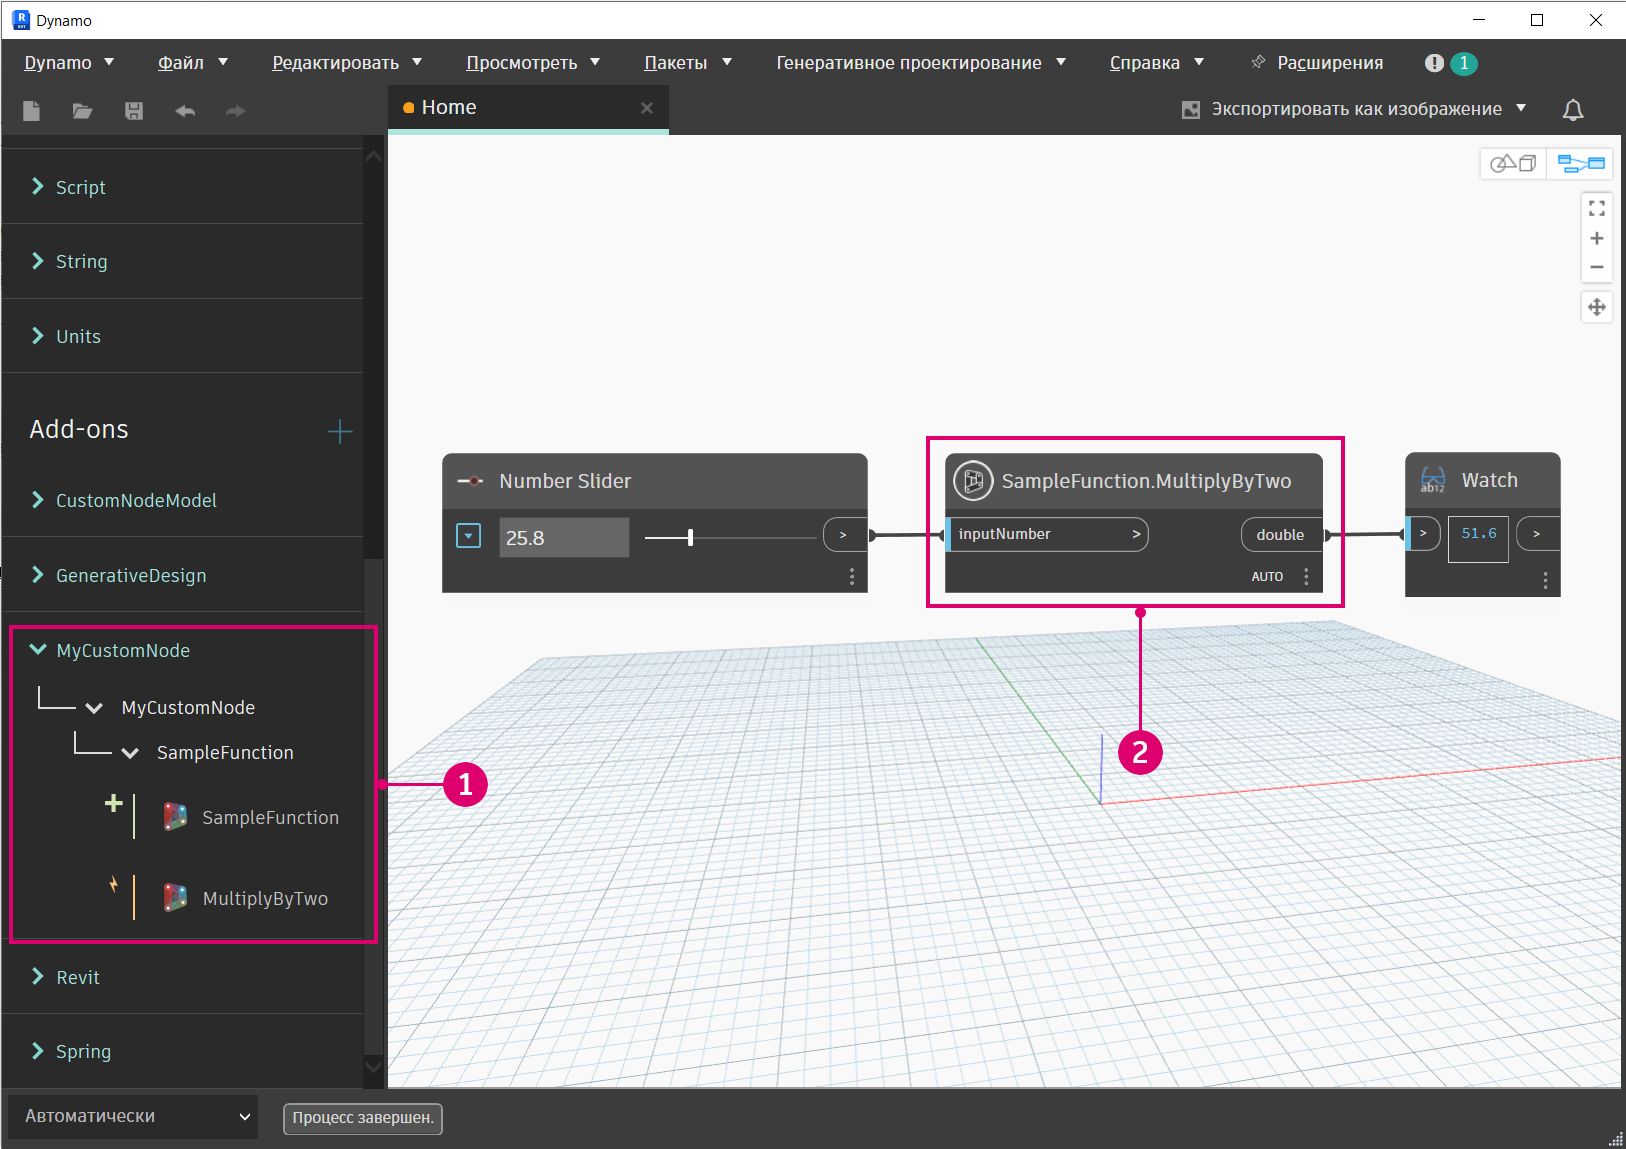 Dynamo
Dynamo Файл Редактировать Просмотреть Пакеты Генеративное проектирование Справка Расширения 1
Home Экспортировать как изображение
Script
String
Units
Add-ons
CustomNodeModel
GenerativeDesign
MyCustomNode
MyCustomNode
SampleFunction
SampleFunction
MultiplyByTwo
Revit
Spring
1
Number Slider
25.8
>
SampleFunction.MultiplyByTwo
inputNumber >
double
AUTO
2
ab12
Watch
> 51.6 >
Автоматически
Процесс завершен.